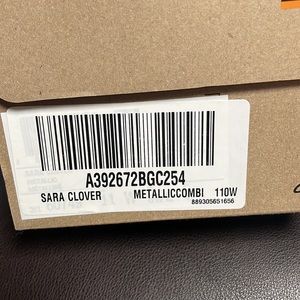 A392672BGC254
SARA CLOVER METALLICCOMBI 110W
889305651656